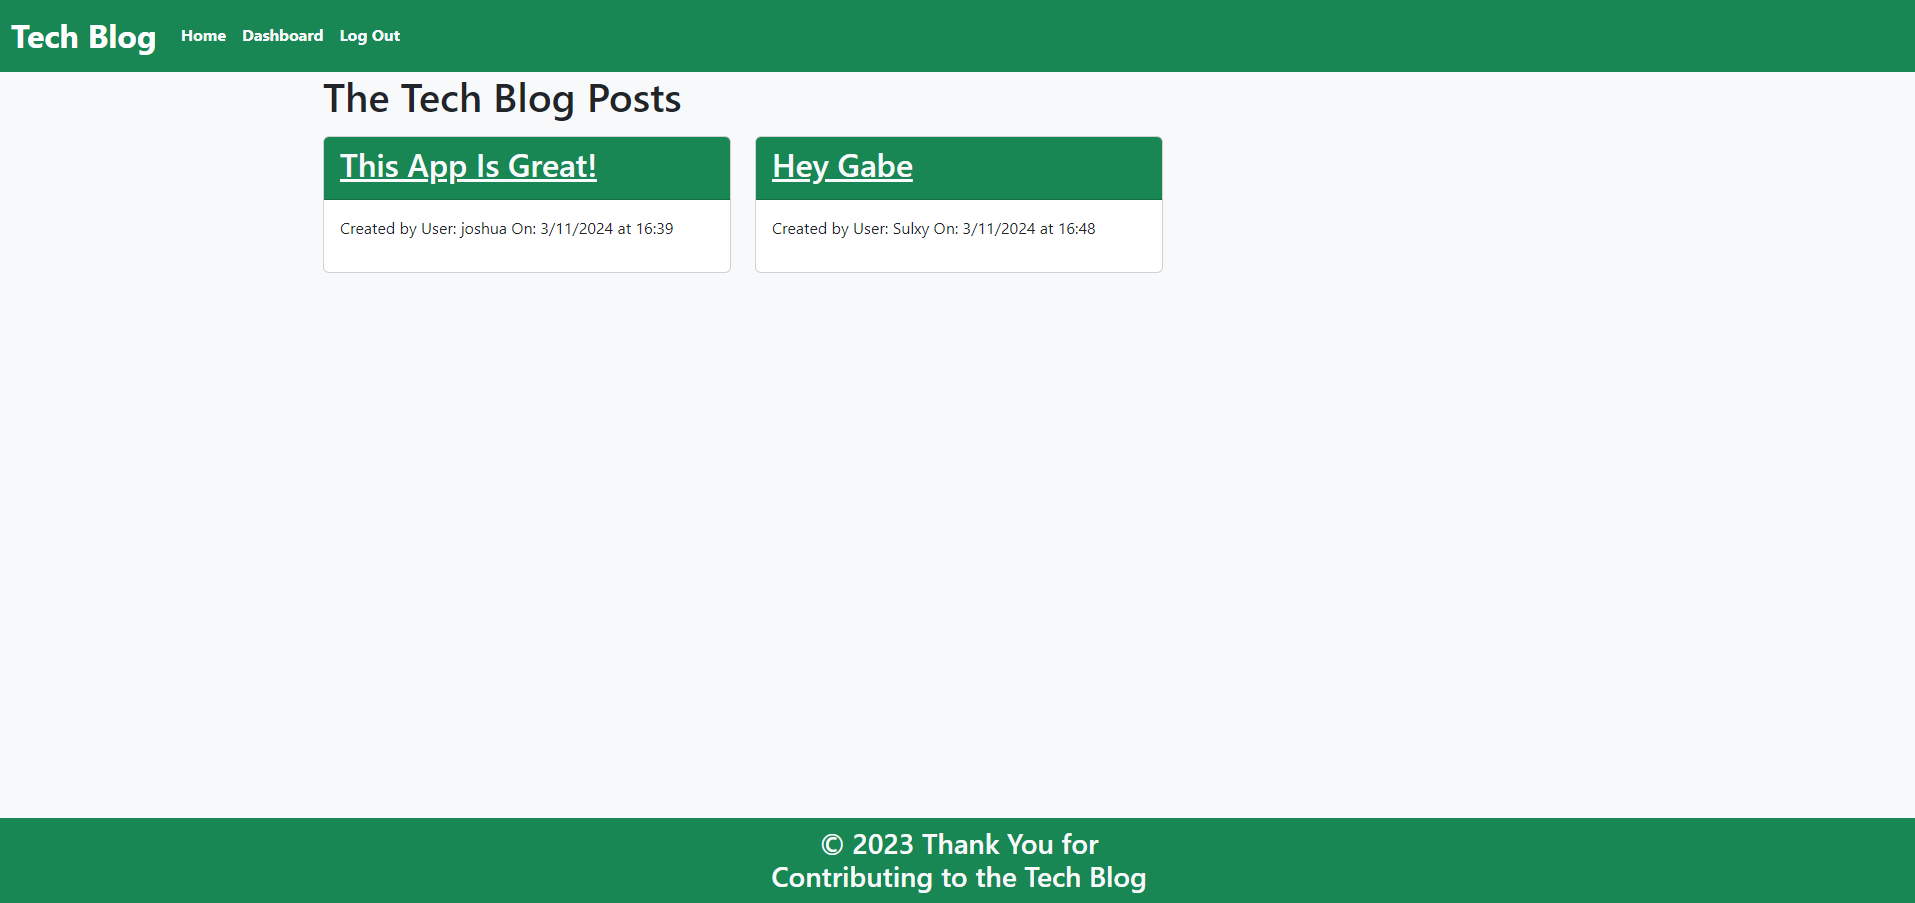 Tech Blog Home Dashboard Log Out
The Tech Blog Posts
This App Is Great!
Created by User: joshua On: 3/11/2024 at 16:39
Hey Gabe
Created by User: Sulxy On: 3/11/2024 at 16:48
© 2023 Thank You for
Contributing to the Tech Blog